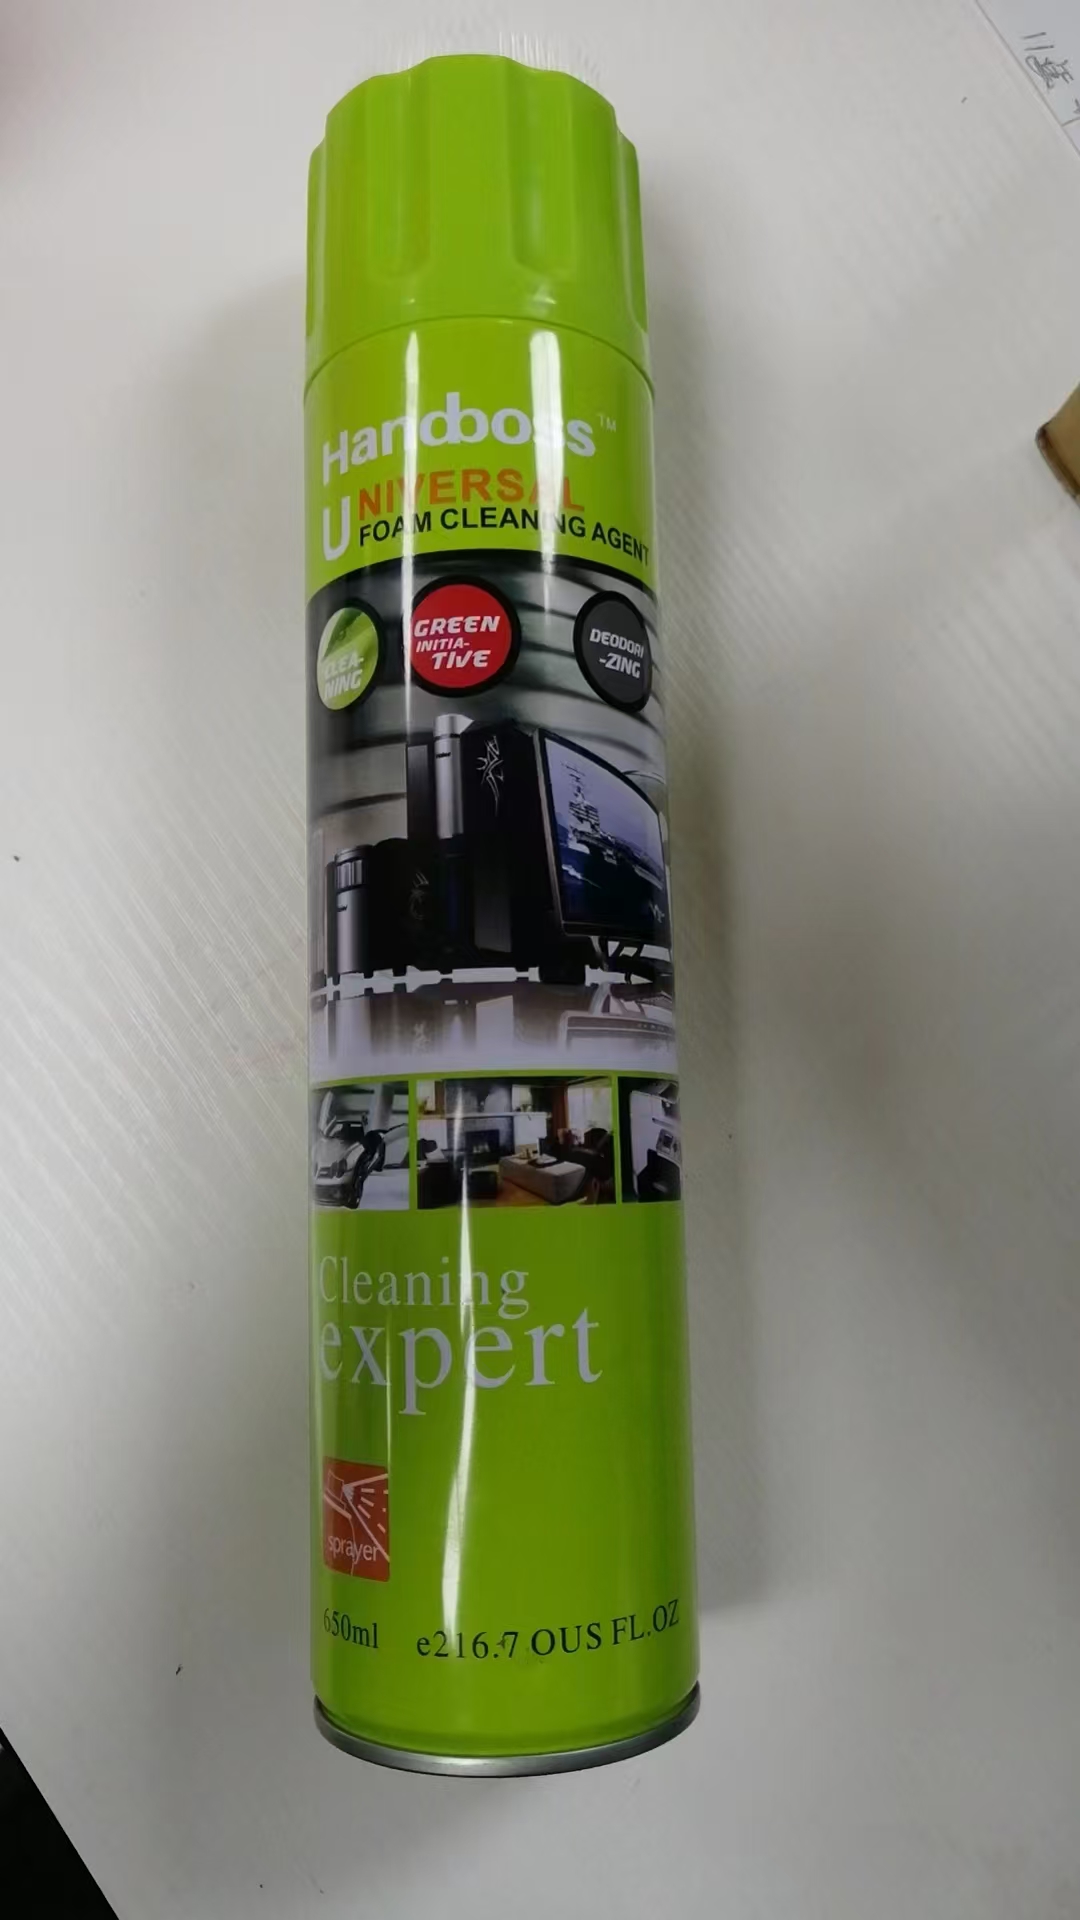 Handboss™
UNIVERSAL
FOAM CLEANING AGENT
CLEA-
NING
GREEN
INITIA-
TIVE
DEODORI
-ZING
Cleaning
expert
sprayer
650ml e216.7 OUS FL.OZ